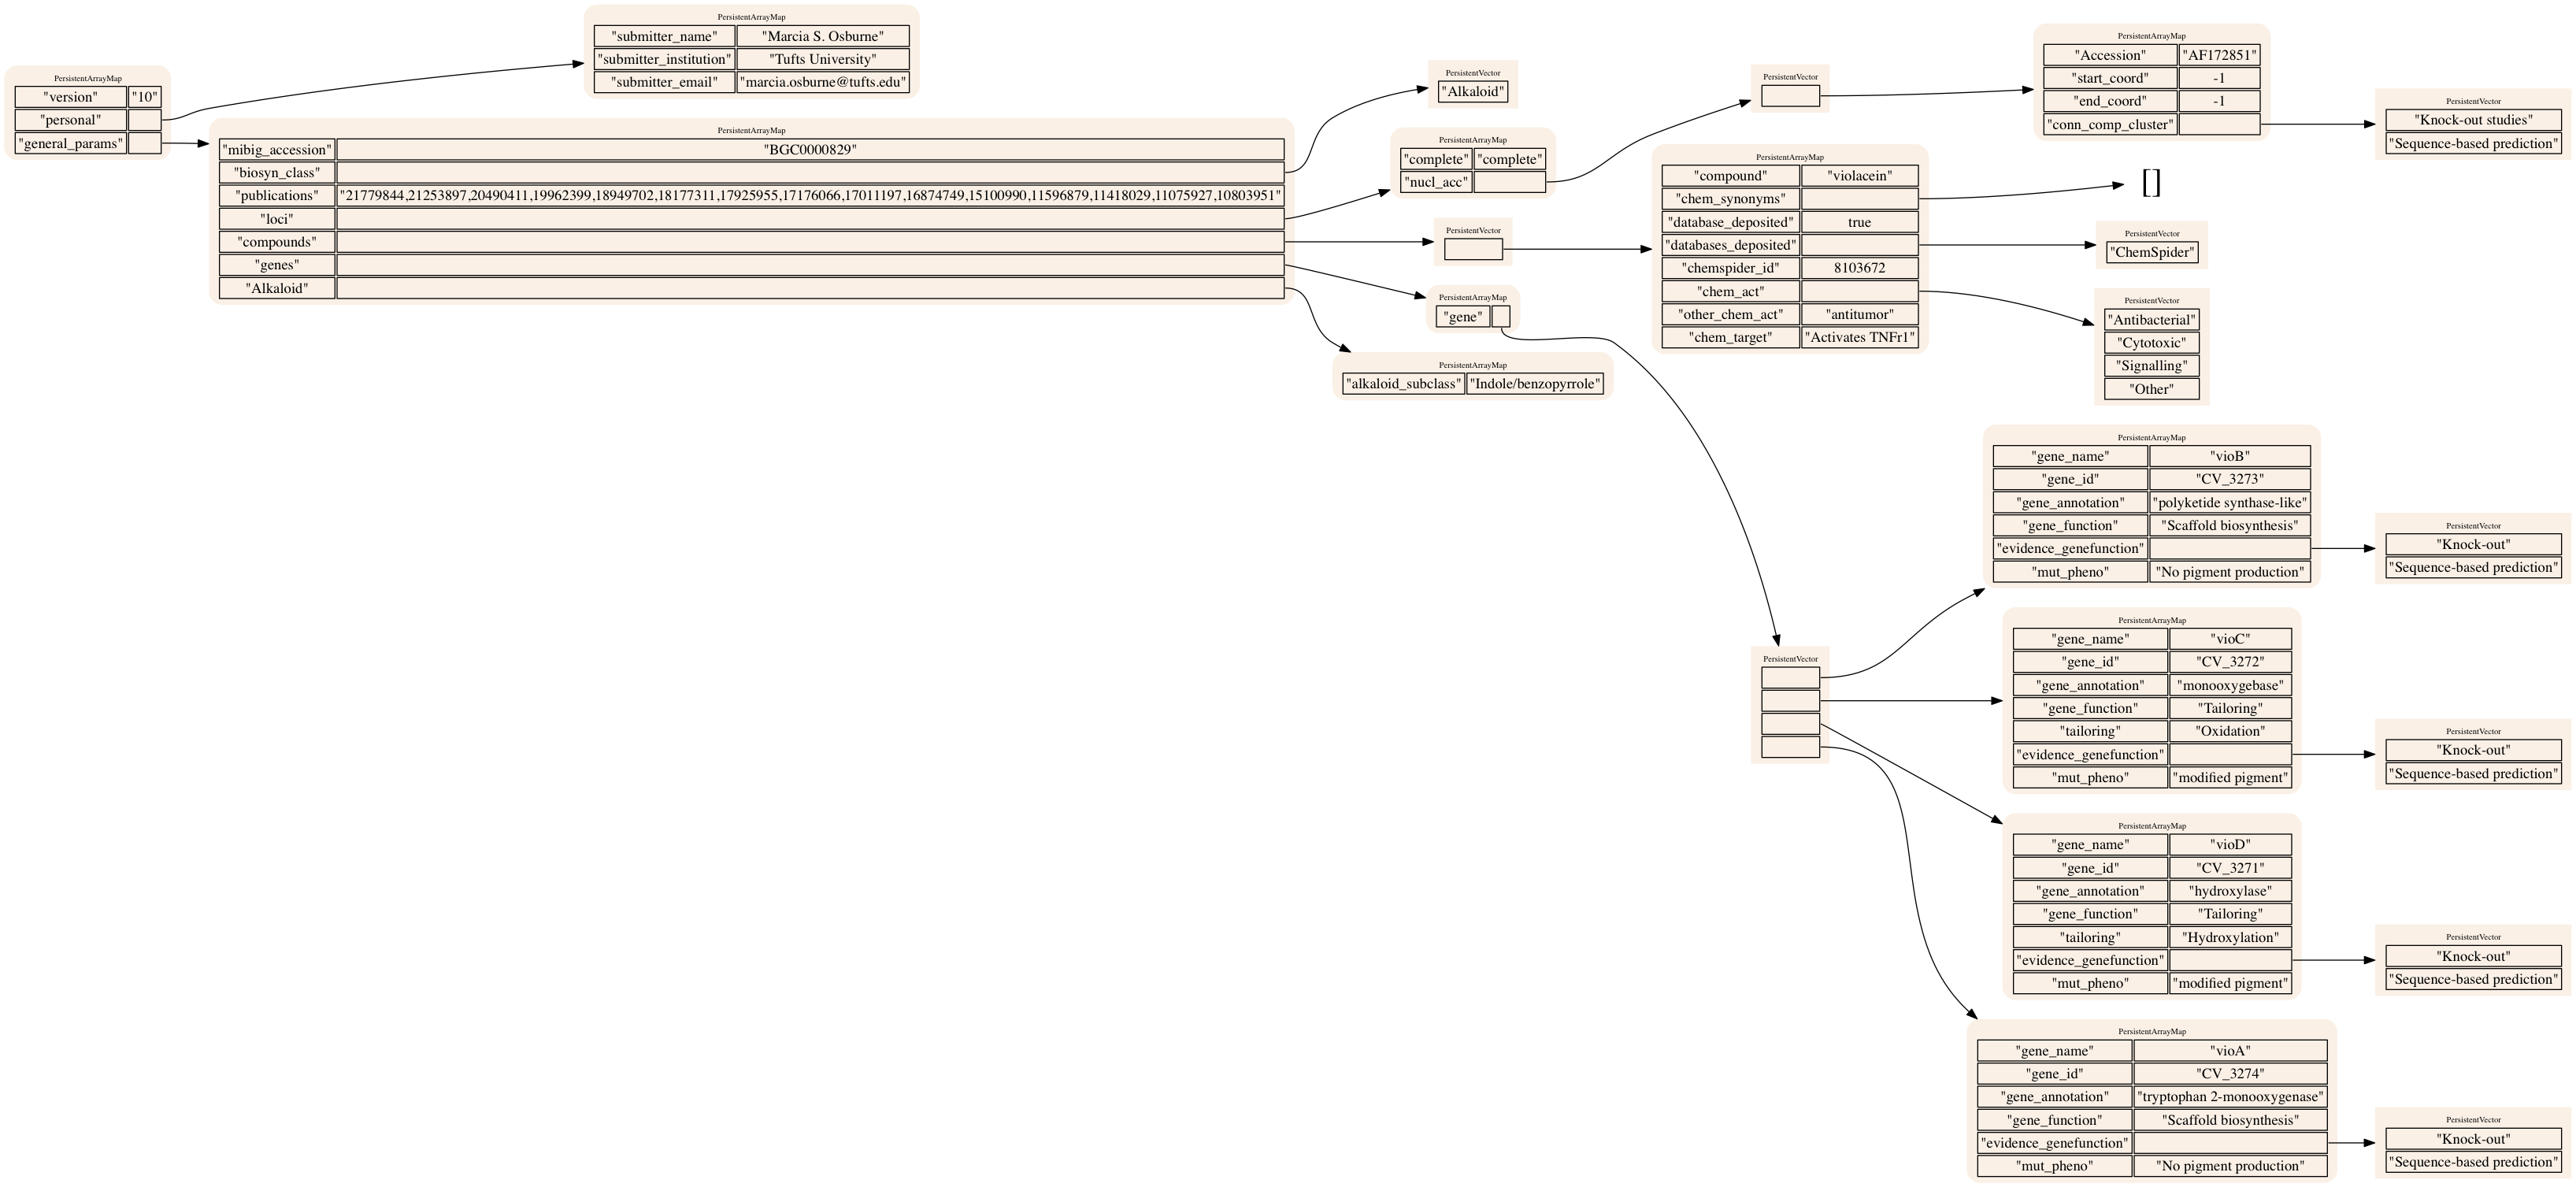 PersistentArrayMap
"version" "10"
"personal"
"general_params"
PersistentArrayMap
"submitter_name" "Marcia S. Osburne"
"submitter_institution" "Tufts University"
"submitter_email" "marcia.osburne@tufts.edu"
PersistentArrayMap
"mibig_accession" "BGC0000829"
"biosyn_class"
"publications" "21779844,21253897,20490411,19962399,18949702,18177311,17925955,17176066,17011197,16874749,15100990,11596879,11418029,11075927,10803951"
"loci"
"compounds"
"genes"
"Alkaloid"
PersistentVector
"Alkaloid"
PersistentArrayMap
"complete" "complete"
"nucl_acc"
PersistentVector
PersistentArrayMap
"gene"
PersistentArrayMap
"alkaloid_subclass" "Indole/benzopyrrole"
PersistentVector
PersistentArrayMap
"Accession" "AF172851"
"start_coord" -1
"end_coord" -1
"conn_comp_cluster"
PersistentVector
"Knock-out studies"
"Sequence-based prediction"
PersistentArrayMap
"compound" "violacein"
"chem_synonyms"
"database_deposited" true
"databases_deposited"
"chemspider_id" 8103672
"chem_act"
"other_chem_act" "antitumor"
"chem_target" "Activates TNFr1"
[]
PersistentVector
"ChemSpider"
PersistentVector
"Antibacterial"
"Cytotoxic"
"Signalling"
"Other"
PersistentVector
PersistentArrayMap
"gene_name" "vioB"
"gene_id" "CV_3273"
"gene_annotation" "polyketide synthase-like"
"gene_function" "Scaffold biosynthesis"
"evidence_genefunction"
"mut_pheno" "No pigment production"
PersistentVector
"Knock-out"
"Sequence-based prediction"
PersistentArrayMap
"gene_name" "vioC"
"gene_id" "CV_3272"
"gene_annotation" "monooxygebase"
"gene_function" "Tailoring"
"tailoring" "Oxidation"
"evidence_genefunction"
"mut_pheno" "modified pigment"
PersistentVector
"Knock-out"
"Sequence-based prediction"
PersistentArrayMap
"gene_name" "vioD"
"gene_id" "CV_3271"
"gene_annotation" "hydroxylase"
"gene_function" "Tailoring"
"tailoring" "Hydroxylation"
"evidence_genefunction"
"mut_pheno" "modified pigment"
PersistentVector
"Knock-out"
"Sequence-based prediction"
PersistentArrayMap
"gene_name" "vioA"
"gene_id" "CV_3274"
"gene_annotation" "tryptophan 2-monooxygenase"
"gene_function" "Scaffold biosynthesis"
"evidence_genefunction"
"mut_pheno" "No pigment production"
PersistentVector
"Knock-out"
"Sequence-based prediction"